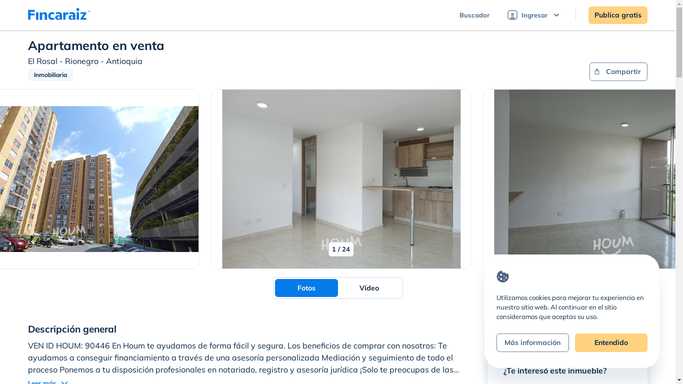 Fincaraiz
Buscador
Ingresar
Publica gratis
Apartamento en venta
El Rosal - Rionegro - Antioquia
Inmobiliaria
Compartir
HOUM
HOUM
HOUM
1 / 24
Fotos
Video
Descripción general
VEN ID HOUM: 90446 En Houm te ayudamos de forma fácil y segura. Los beneficios de comprar con nosotros: Te
ayudamos a conseguir financiamiento a través de una asesoría personalizada Mediación y seguimiento de todo el
proceso Ponemos a tu disposición profesionales en notariado, registro y asesoría jurídica ¡Solo te preocupas de las...
Leer más
Utilizamos cookies para mejorar tu experiencia en
nuestro sitio web. Al continuar en el sitio
consideramos que aceptas su uso.
Más información
Entendido
¿Te interesó este inmueble?